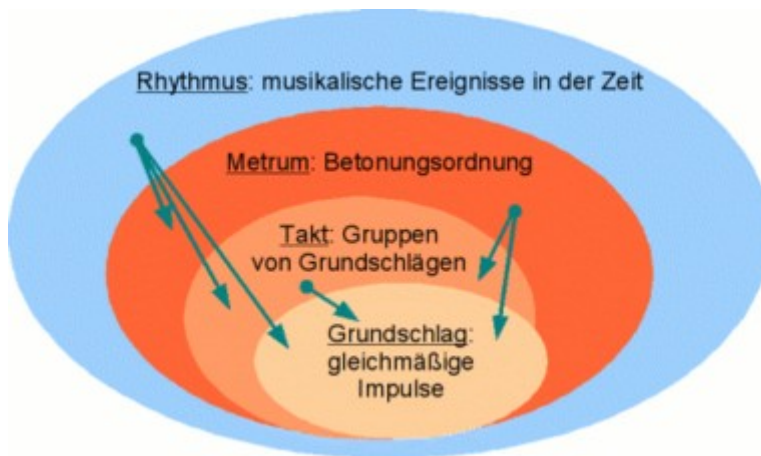 Rhythmus: musikalische Ereignisse in der Zeit
Metrum: Betonungsordnung
Takt: Gruppen
von Grundschlägen
Grundschlag:
gleichmäßige
Impulse